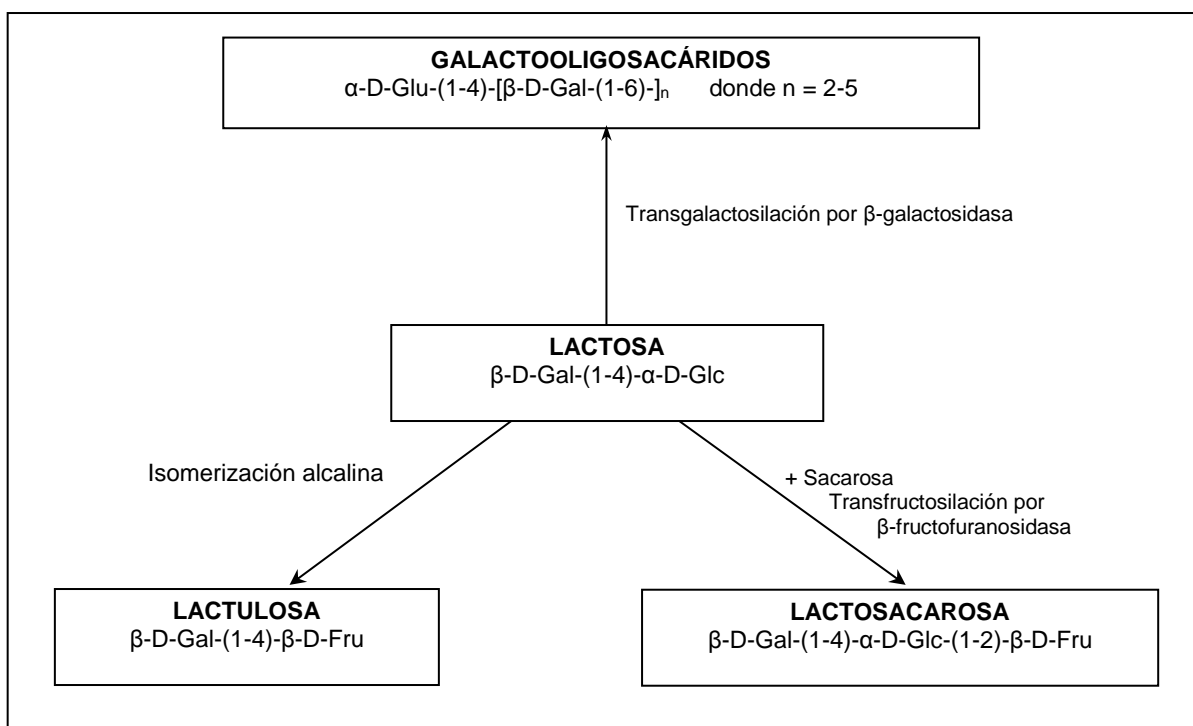 GALACTOOLIGOSACÁRIDOS
α-D-Glu-(1-4)-[β-D-Gal-(1-6)-]n donde n = 2-5
Transgalactosilación por β-galactosidasa
LACTOSA
β-D-Gal-(1-4)-α-D-Glc
Isomerización alcalina
+ Sacarosa
Transfructosilación por
β-fructofuranosidasa
LACTULOSA
β-D-Gal-(1-4)-β-D-Fru
LACTOSACAROSA
β-D-Gal-(1-4)-α-D-Glc-(1-2)-β-D-Fru